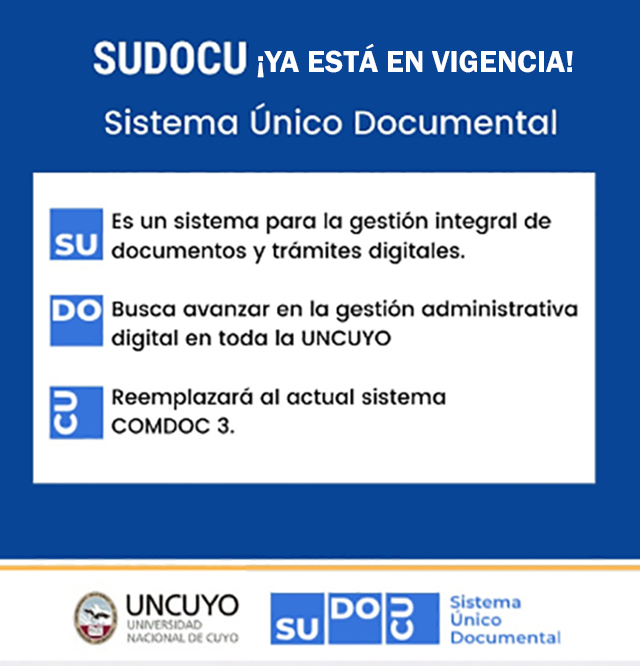 SUDOCU ¡YA ESTÁ EN VIGENCIA!
Sistema Único Documental
SU
Es un sistema para la gestión integral de
documentos y trámites digitales.
DO
Busca avanzar en la gestión administrativa
digital en toda la UNCUYO
CU
Reemplazará al actual sistema
COMDOC 3.
UNCUYO
UNIVERSIDAD
NACIONAL DE CUYO
SU DO CU
Sistema
Único
Documental